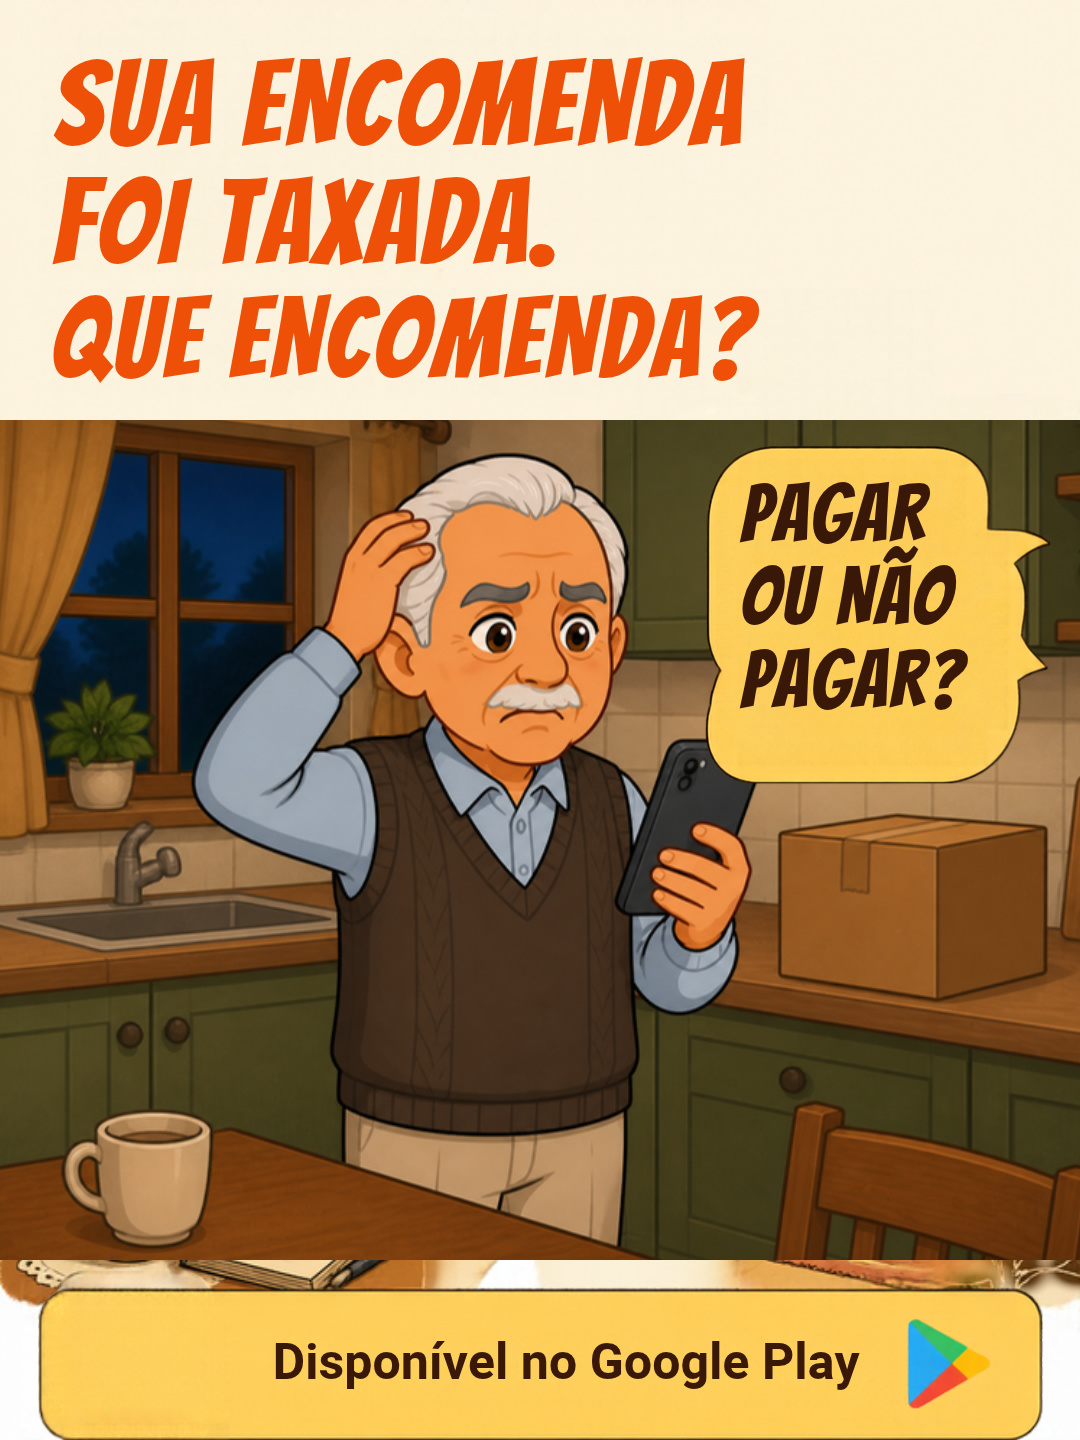 SUA ENCOMENDA
FOI TAXADA.
QUE ENCOMENDA?
PAGAR
OU NÃO
PAGAR?
Disponível no Google Play